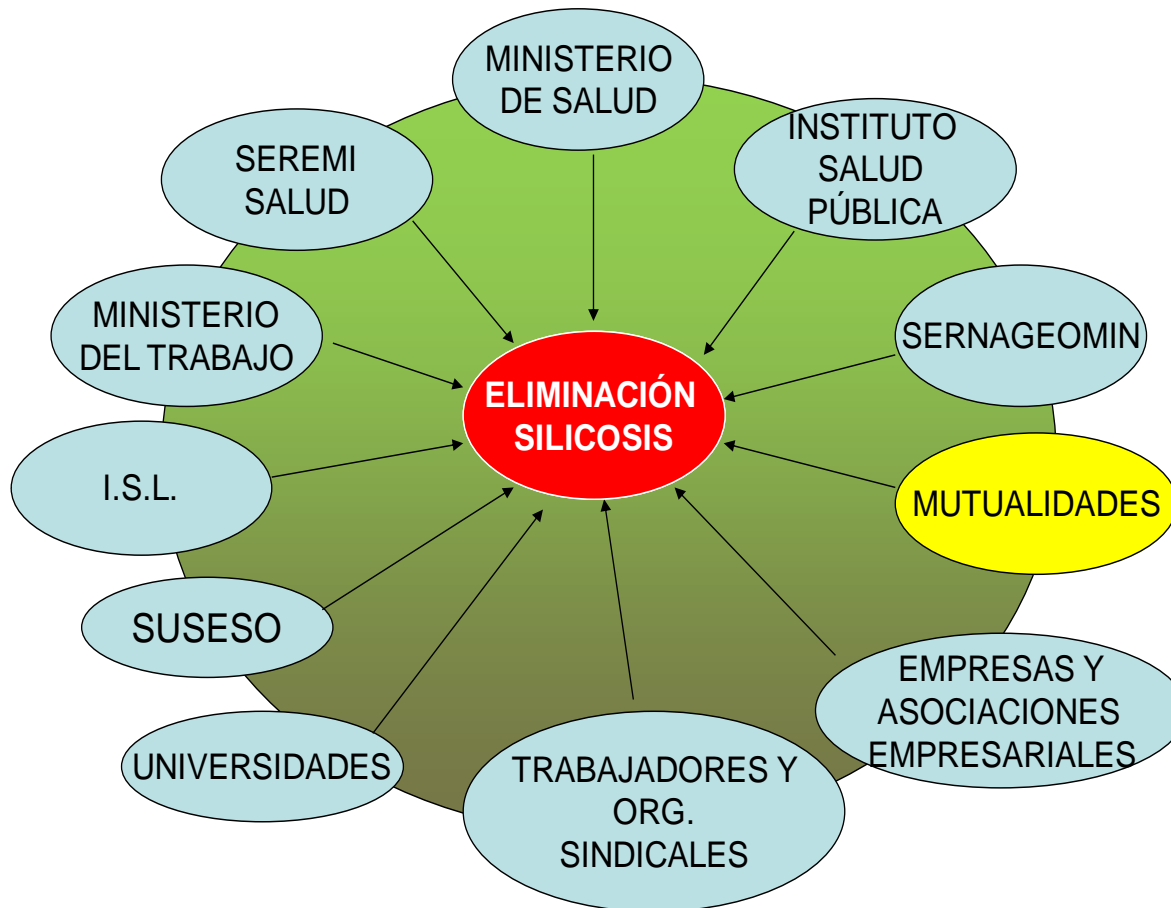 MINISTERIO
DE SALUD
INSTITUTO
SALUD
PÚBLICA
SEREMI
SALUD
MINISTERIO
DEL TRABAJO
SERNAGEOMIN
ELIMINACIÓN
SILICOSIS
I.S.L.
MUTUALIDADES
SUSESO
EMPRESAS Y
ASOCIACIONES
EMPRESARIALES
UNIVERSIDADES
TRABAJADORES Y
ORG.
SINDICALES